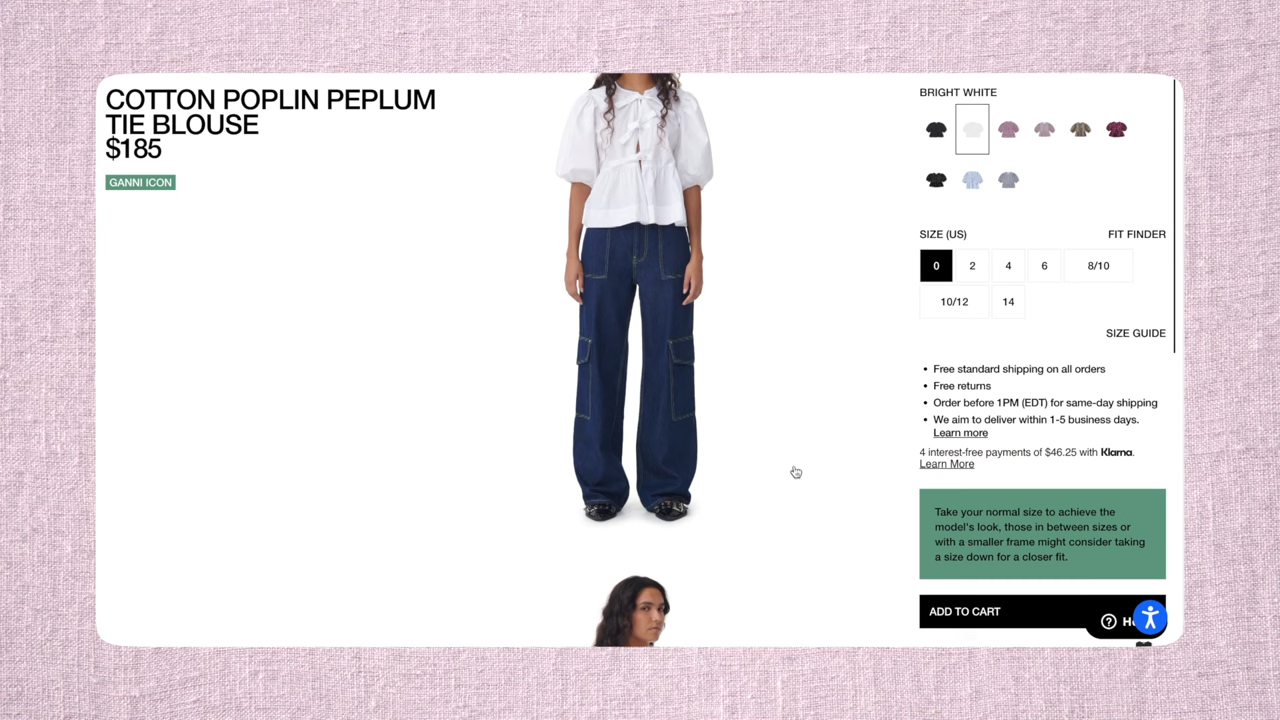 COTTON POPLIN PEPLUM
TIE BLOUSE
$185
GANNI ICON
BRIGHT WHITE
SIZE (US)
FIT FINDER
0
2
4
6
8/10
10/12
14
SIZE GUIDE
• Free standard shipping on all orders
• Free returns
• Order before 1PM (EDT) for same-day shipping
• We aim to deliver within 1-5 business days.
Learn more
4 interest-free payments of $46.25 with Klarna.
Learn More
Take your normal size to achieve the
model's look, those in between sizes or
with a smaller frame might consider taking
a size down for a closer fit.
ADD TO CART